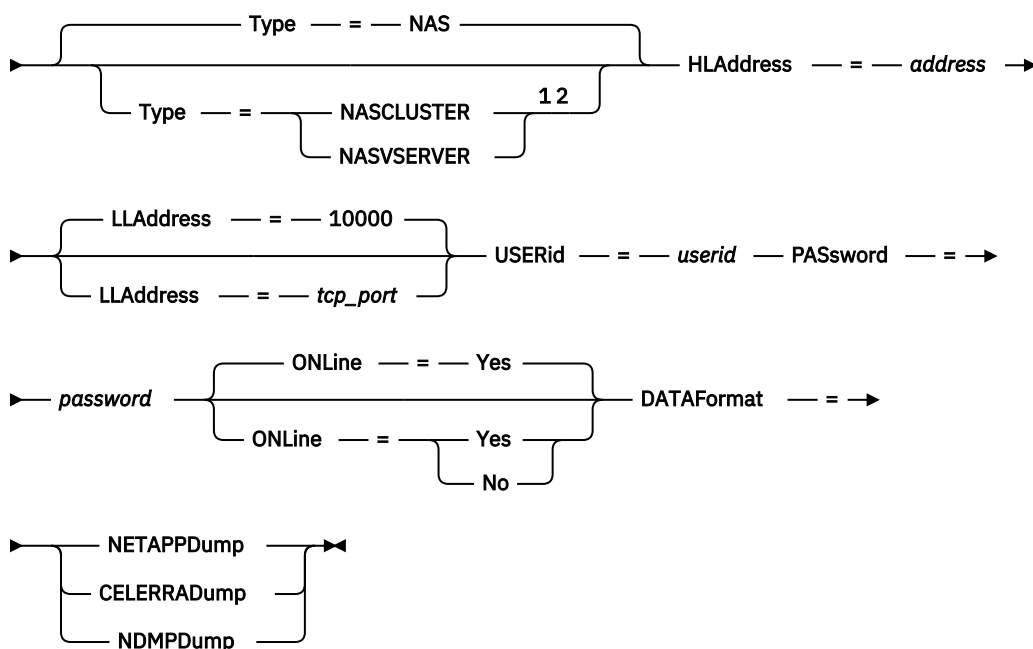 Type = NAS
HLAddress = address
1 2
Type = NASCLUSTER
NASVSERVER
LLAddress = 10000
USERid = userid PASsword =
LLAddress = tcp_port
ONLine = Yes
password DATAFormat =
ONLine = Yes
No
NETAPPDump
CELERRADump
NDMPDump